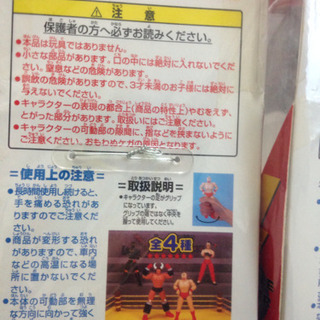 ⚠注意
保護者の方へ必ずお読みください。
●本品は玩具ではありません。
●小さな部品があります。口の中には絶対に入れないでくだ
さい。窒息などの危険があります。
●誤飲の危険がありますので、3才未満のお子様には絶対に
与えないでください。
●キャラクターの表現の都合上(商品の特性上)やむをえず、
とがった部分があります。取扱いにはご注意ください。
●キャラクターの可動部の隙間に、指などを挟まないように
ご注意ください。おもわぬケガの原因となります。
=使用上の注意=
●長時間使用し続けると、
手を痛める恐れがあ
りますのでご注意くだ
さい。
●商品が変形する恐れ
がありますので、車内
などの高温になる場
所に置かないでくだ
さい。
●本体の可動部を無理
な方向に向かって強く
=取扱説明=
キャラクターの足がグリップ
になっています。
グリップの
全4種